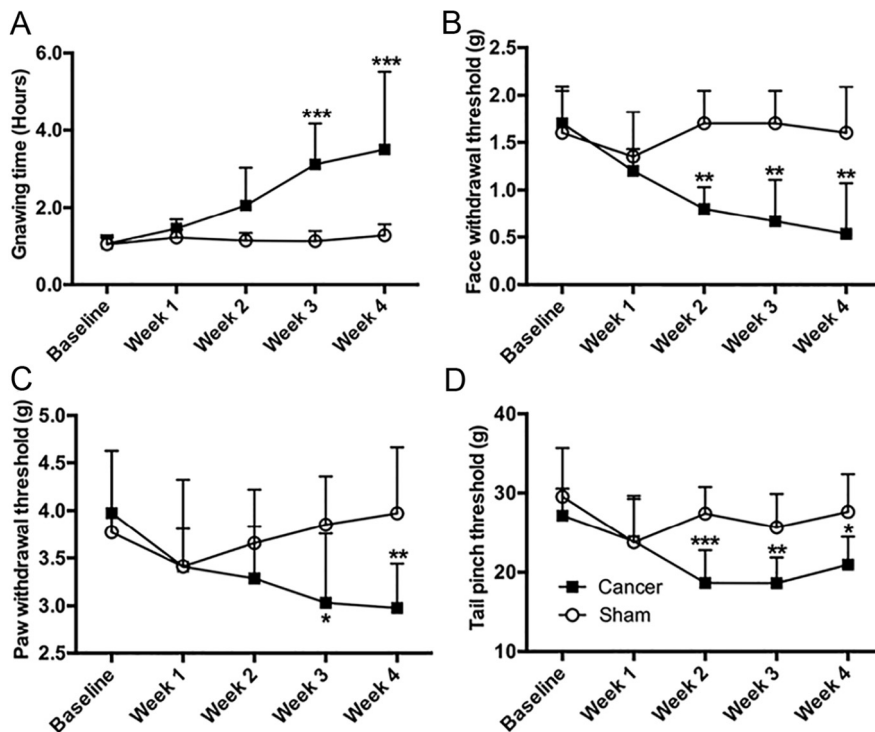 A
Gnawing time (Hours)
6.0
4.0
2.0
0.0
***
***
Baseline
Week 1
Week 2
Week 3
Week 4
B
Face withdrawal threshold (g)
2.5
2.0
1.5
1.0
0.5
0.0
**
**
**
Baseline
Week 1
Week 2
Week 3
Week 4
C
Paw withdrawal threshold (g)
5.0
4.5
4.0
3.5
3.0
2.5
*
**
Baseline
Week 1
Week 2
Week 3
Week 4
D
Tail pinch threshold (g)
40
30
20
10
***
**
*
Cancer
Sham
Baseline
Week 1
Week 2
Week 3
Week 4